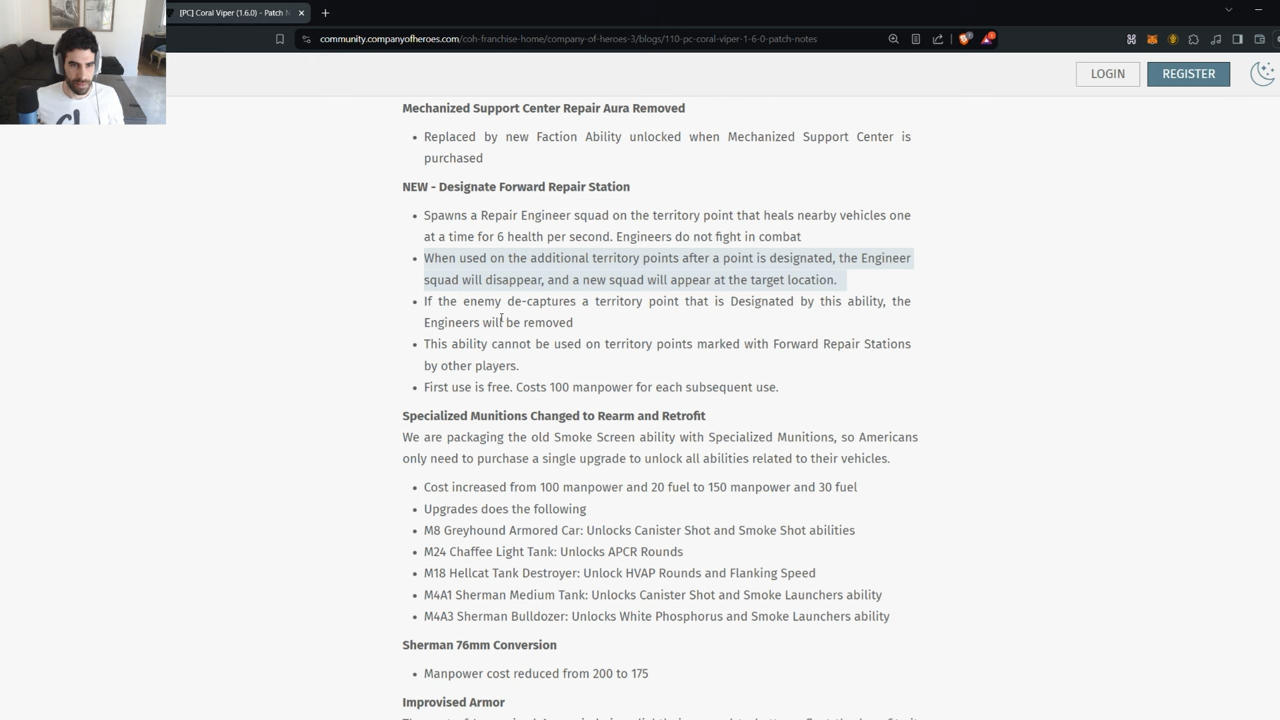 [PC] Coral Viper (1.6.0) - Patch N
community.companyofheroes.com/coh-franchise-home/company-of-heroes-3/blogs/110-pc-coral-viper-1-6-0-patch-notes
LOGIN
REGISTER
Mechanized Support Center Repair Aura Removed
• Replaced by new Faction Ability unlocked when Mechanized Support Center is
purchased
NEW - Designate Forward Repair Station
• Spawns a Repair Engineer squad on the territory point that heals nearby vehicles one
at a time for 6 health per second. Engineers do not fight in combat
• When used on the additional territory points after a point is designated, the Engineer
squad will disappear, and a new squad will appear at the target location.
• If the enemy de-captures a territory point that is Designated by this ability, the
Engineers will be removed
• This ability cannot be used on territory points marked with Forward Repair Stations
by other players.
• First use is free. Costs 100 manpower for each subsequent use.
Specialized Munitions Changed to Rearm and Retrofit
We are packaging the old Smoke Screen ability with Specialized Munitions, so Americans
only need to purchase a single upgrade to unlock all abilities related to their vehicles.
• Cost increased from 100 manpower and 20 fuel to 150 manpower and 30 fuel
• Upgrades does the following
• M8 Greyhound Armored Car: Unlocks Canister Shot and Smoke Shot abilities
• M24 Chaffee Light Tank: Unlocks APCR Rounds
• M18 Hellcat Tank Destroyer: Unlock HVAP Rounds and Flanking Speed
• M4A1 Sherman Medium Tank: Unlocks Canister Shot and Smoke Launchers ability
• M4A3 Sherman Bulldozer: Unlocks White Phosphorus and Smoke Launchers ability
Sherman 76mm Conversion
• Manpower cost reduced from 200 to 175
Improvised Armor